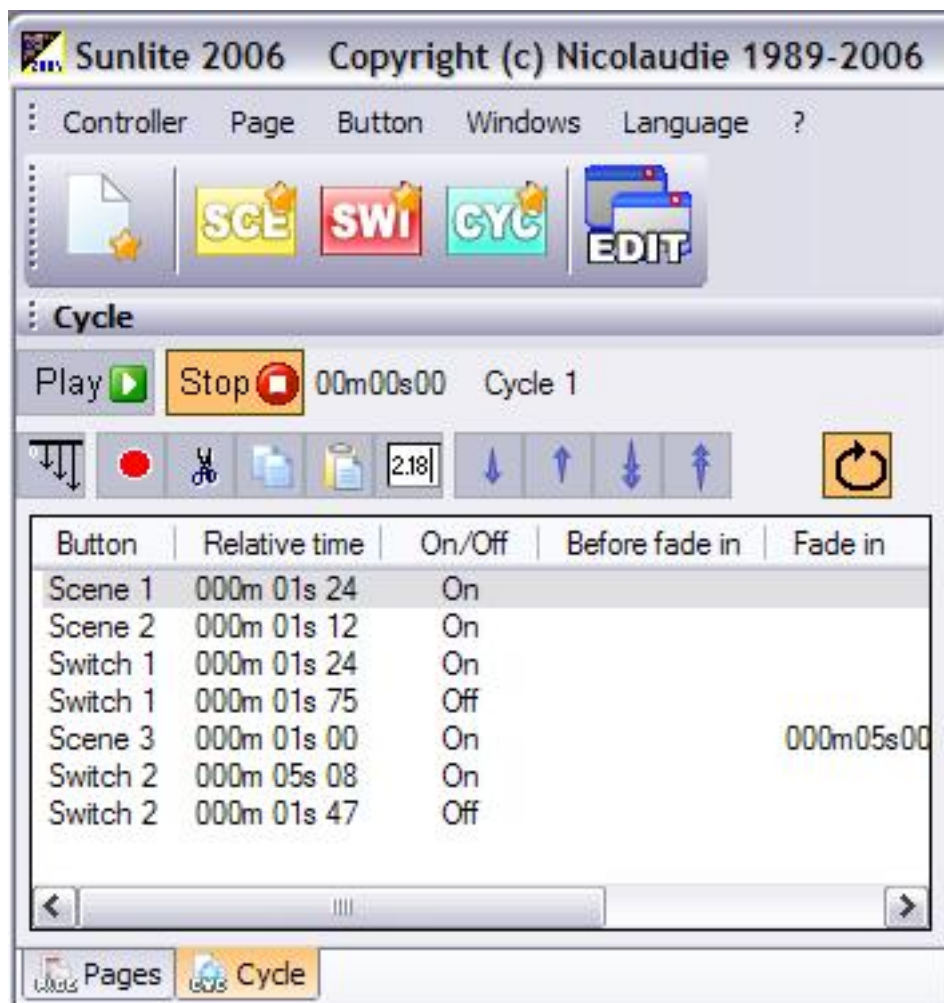 Sunlite 2006 Copyright (c) Nicolaudie 1989-2006
Controller Page Button Windows Language ?
SCE SWI CYC EDIT
Cycle
Play Stop 00m00s00 Cycle 1
2.18
Button Relative time On/Off Before fade in Fade in
Scene 1 000m 01s 24 On
Scene 2 000m 01s 12 On
Switch 1 000m 01s 24 On
Switch 1 000m 01s 75 Off
Scene 3 000m 01s 00 On 000m05s00
Switch 2 000m 05s 08 On
Switch 2 000m 01s 47 Off
Pages Cycle